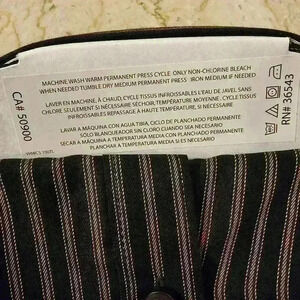 MACHINE WASH WARM PERMANENT PRESS CYCLE ONLY NON-CHLORINE BLEACH
WHEN NEEDED TUMBLE DRY MEDIUM PERMANENT PRESS IRON MEDIUM IF NEEDED
LAVER EN MACHINE, À CHAUD, CYCLE TISSUS INFROISSABLES L'EAU DE JAVEL SANS
CHLORE SEULEMENT SI NÉCESSAIRE SÉCHOIR, TEMPÉRATURE MOYENNE. CYCLE TISSUS
INFROISSABLES REPASSAGE À HAUTE TEMPÉRATURE, SI NÉCESSAIRE
LAVAR A MÁQUINA CON AGUA TIBIA, CICLO DE PLANCHADO PERMANENTE
SOLO BLANQUEADOR SIN CLORO CUANDO SEA NECESARIO
SECAR A MÁQUINA A TEMPERATURA MEDIA CICLO DE PLANCHADO PERMANENTE
PLANCHAR A TEMPERATURA MEDIA SI ES NECESARIO
CA# 50900
RN# 36543